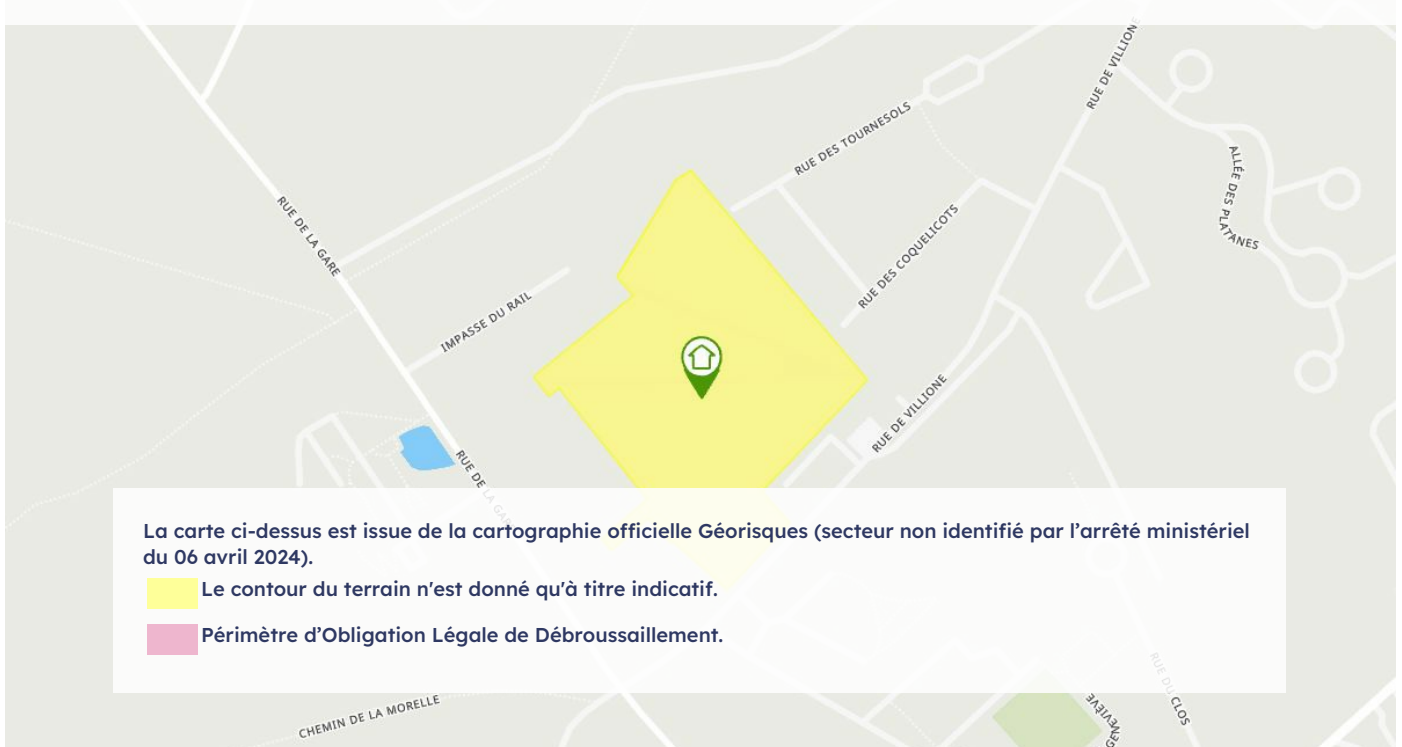 RUE DE VILLIONE
RUE DES TOURNESOLS
ALLÉE DES PLATANES
RUE DE LA GARE
RUE DES COQUELICOTS
IMPASSE DU RAIL
RUE DE VILLIONE
RUE DE LA GARE
La carte ci-dessus est issue de la cartographie officielle Géorisques (secteur non identifié par l’arrêté ministériel
du 06 avril 2024).
Le contour du terrain n'est donné qu'à titre indicatif.
Périmètre d’Obligation Légale de Débroussaillement.
RUE DU CLOS
CHEMIN DE LA MORELLE